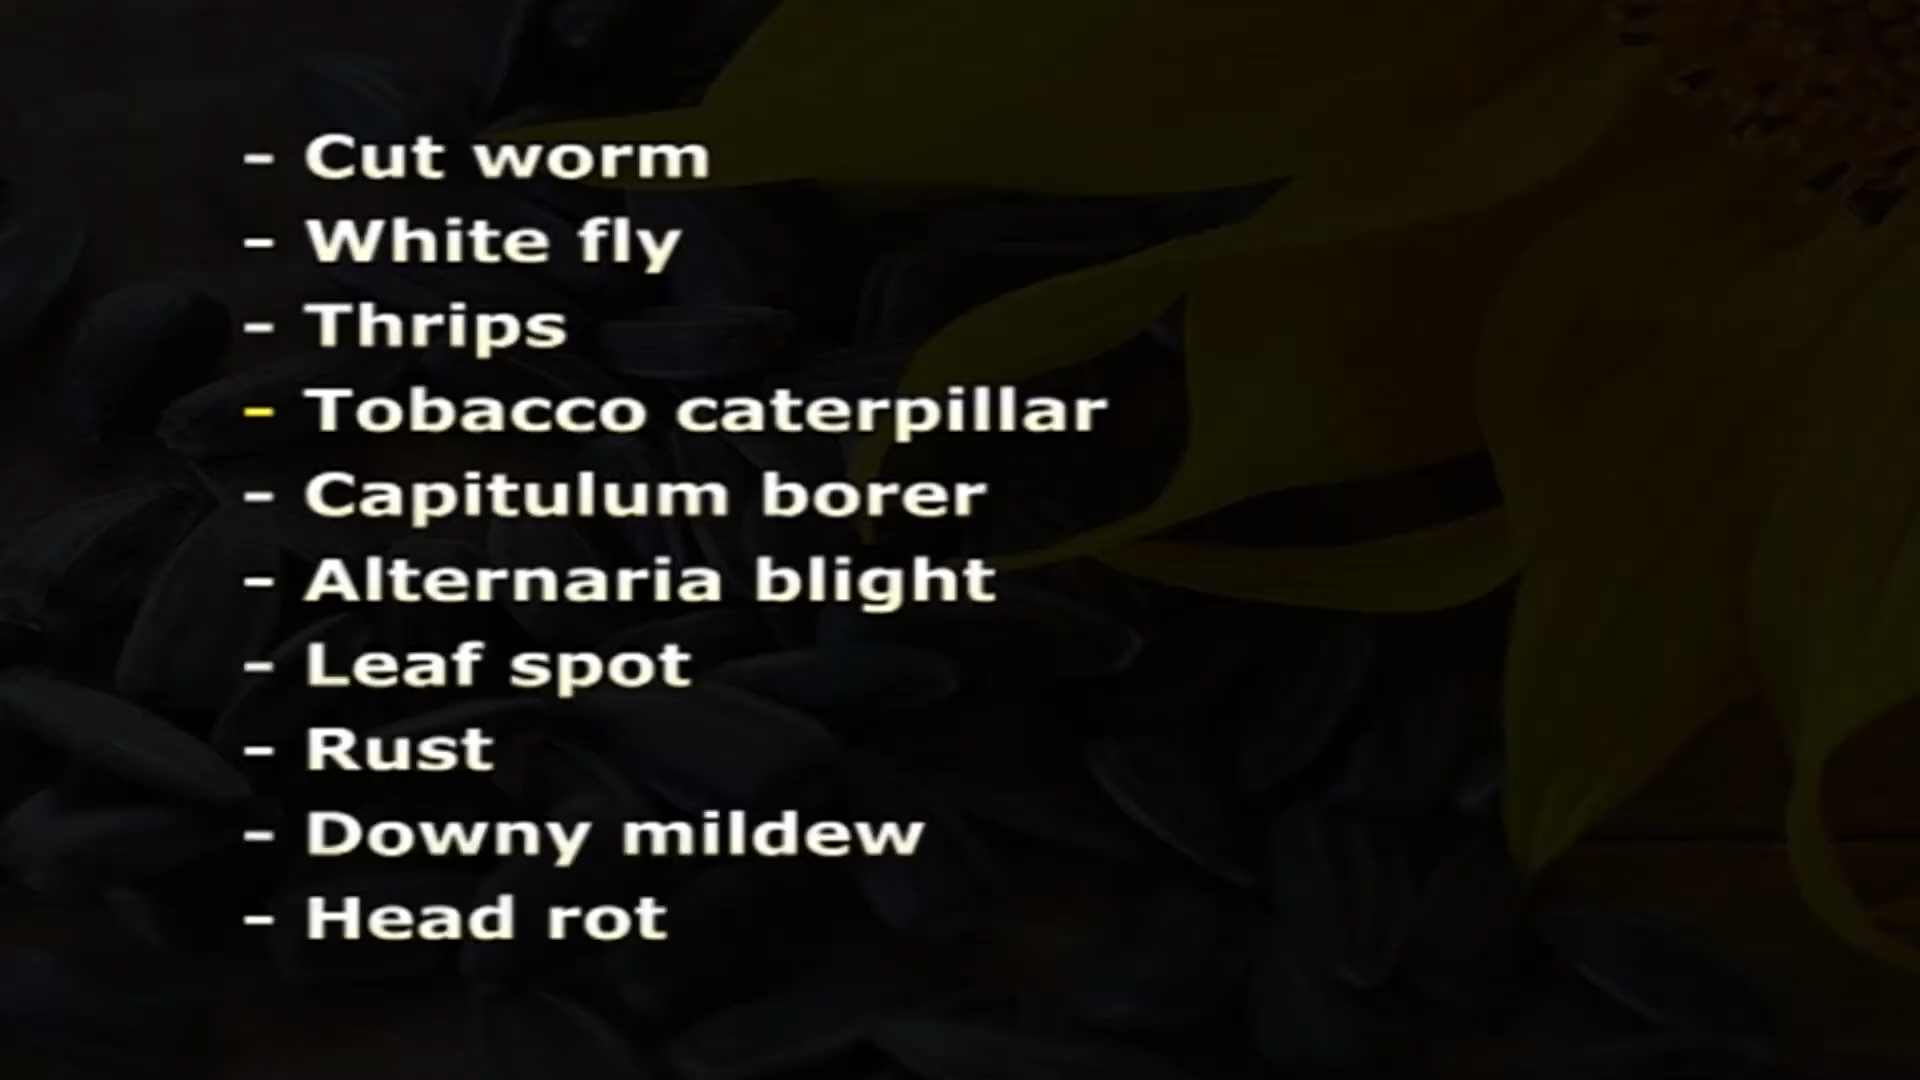 – Cut worm
– White fly
– Thrips
– Tobacco caterpillar
– Capitulum borer
– Alternaria blight
– Leaf spot
– Rust
– Downy mildew
– Head rot